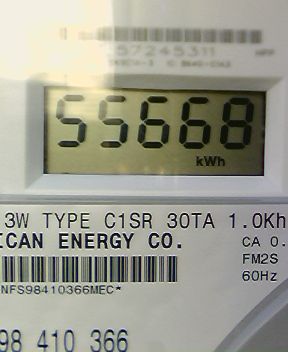 57245311
55668
kWh
3W TYPE C1SR 30TA 1.0Kh
ICAN ENERGY CO.
CA 0.
FM2S
60Hz
NFS98410366MEC*
98 410 366